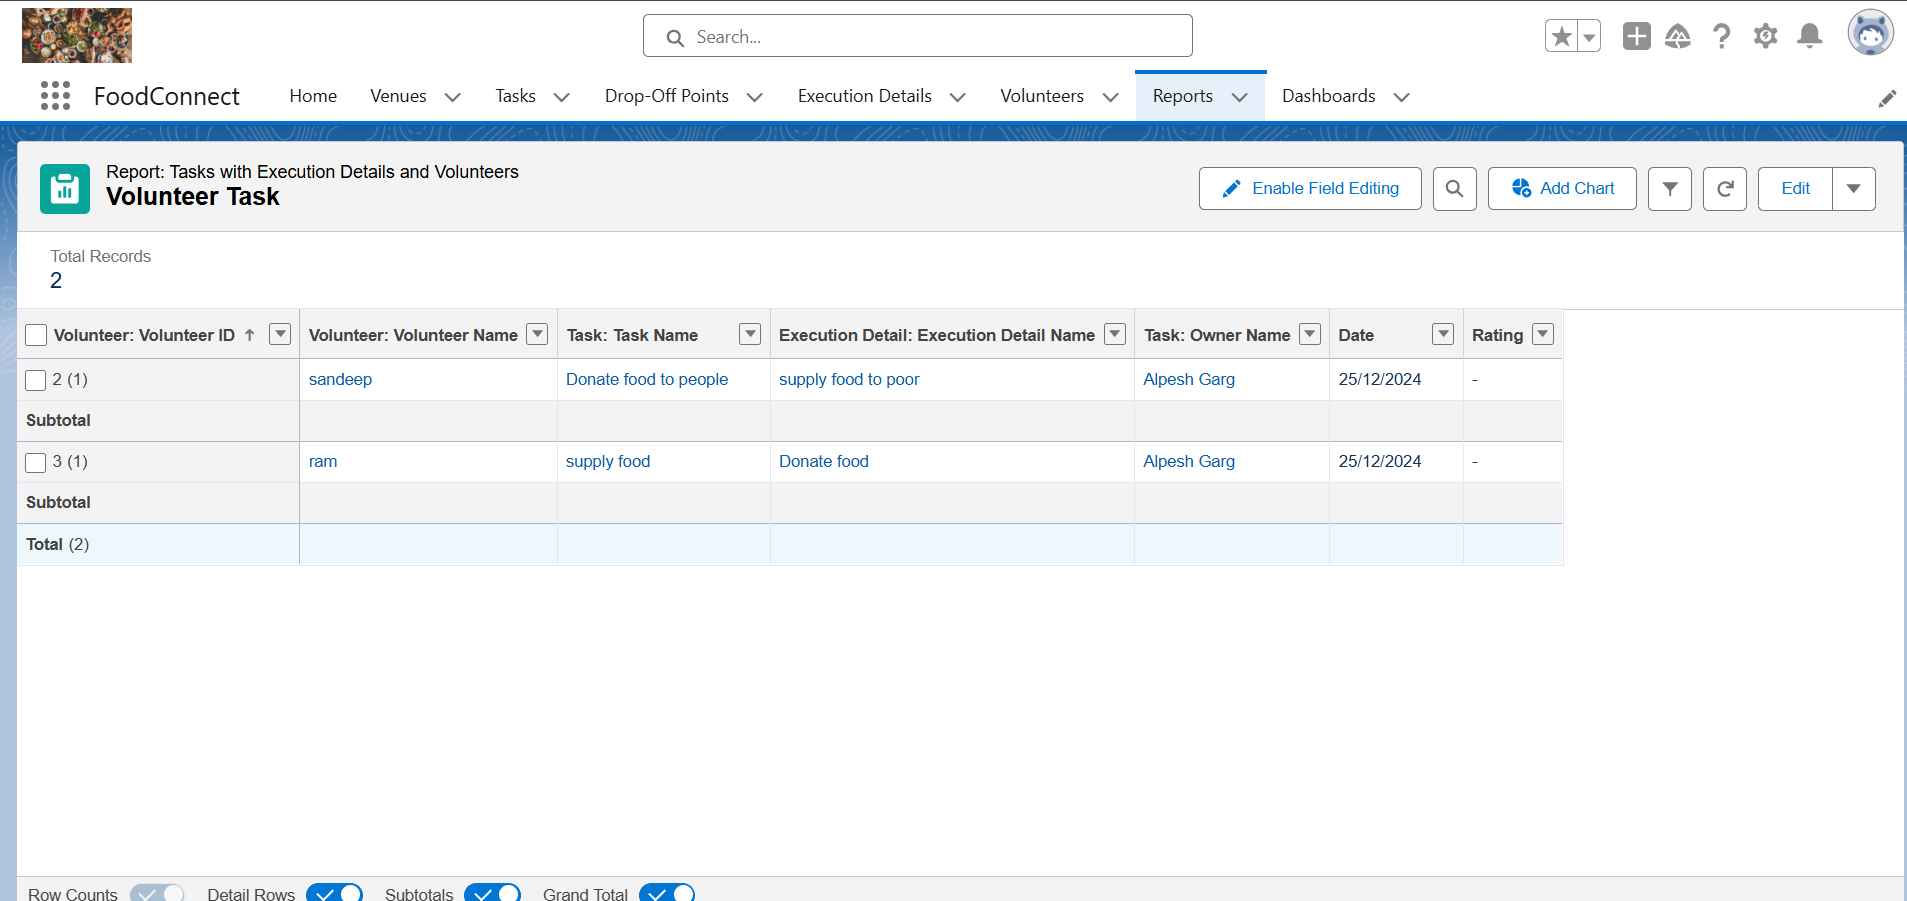 Search...
FoodConnect Home Venues Tasks Drop-Off Points Execution Details Volunteers Reports Dashboards
Report: Tasks with Execution Details and Volunteers
Volunteer Task
Enable Field Editing Add Chart Edit
Total Records
2
Volunteer: Volunteer ID ↑ Volunteer: Volunteer Name Task: Task Name Execution Detail: Execution Detail Name Task: Owner Name Date Rating
2 (1) sandeep Donate food to people supply food to poor Alpesh Garg 25/12/2024 -
Subtotal
3 (1) ram supply food Donate food Alpesh Garg 25/12/2024 -
Subtotal
Total (2)
Row Counts Detail Rows Subtotals Grand Total